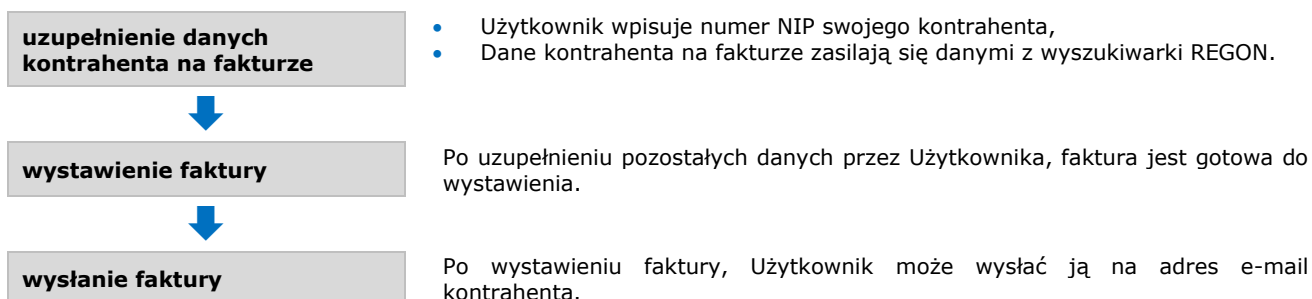 uzupełnienie danych
kontrahenta na fakturze
• Użytkownik wpisuje numer NIP swojego kontrahenta,
• Dane kontrahenta na fakturze zasilają się danymi z wyszukiwarki REGON.
wystawienie faktury
Po uzupełnieniu pozostałych danych przez Użytkownika, faktura jest gotowa do
wystawienia.
wysłanie faktury
Po wystawieniu faktury, Użytkownik może wysłać ją na adres e-mail
kontrahenta.